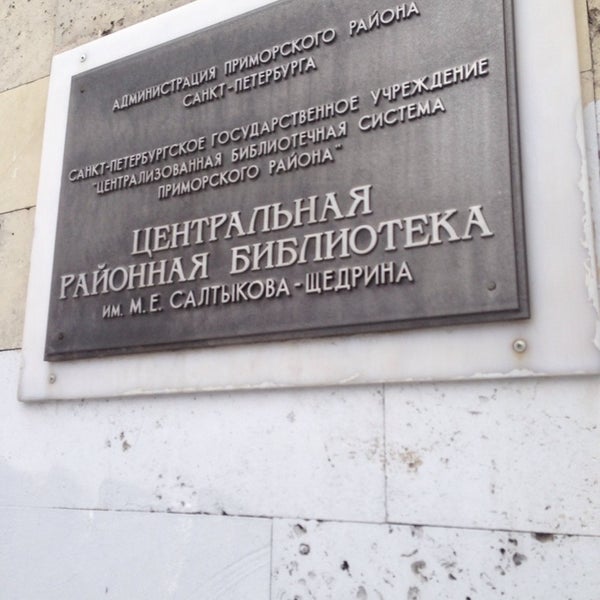 АДМИНИСТРАЦИЯ ПРИМОРСКОГО РАЙОНА
САНКТ-ПЕТЕРБУРГА
САНКТ-ПЕТЕРБУРГСКОЕ ГОСУДАРСТВЕННОЕ УЧРЕЖДЕНИЕ
"ЦЕНТРАЛИЗОВАННАЯ БИБЛИОТЕЧНАЯ СИСТЕМА
ПРИМОРСКОГО РАЙОНА"
ЦЕНТРАЛЬНАЯ
РАЙОННАЯ БИБЛИОТЕКА
ИМ. М. Е. САЛТЫКОВА-ЩЕДРИНА